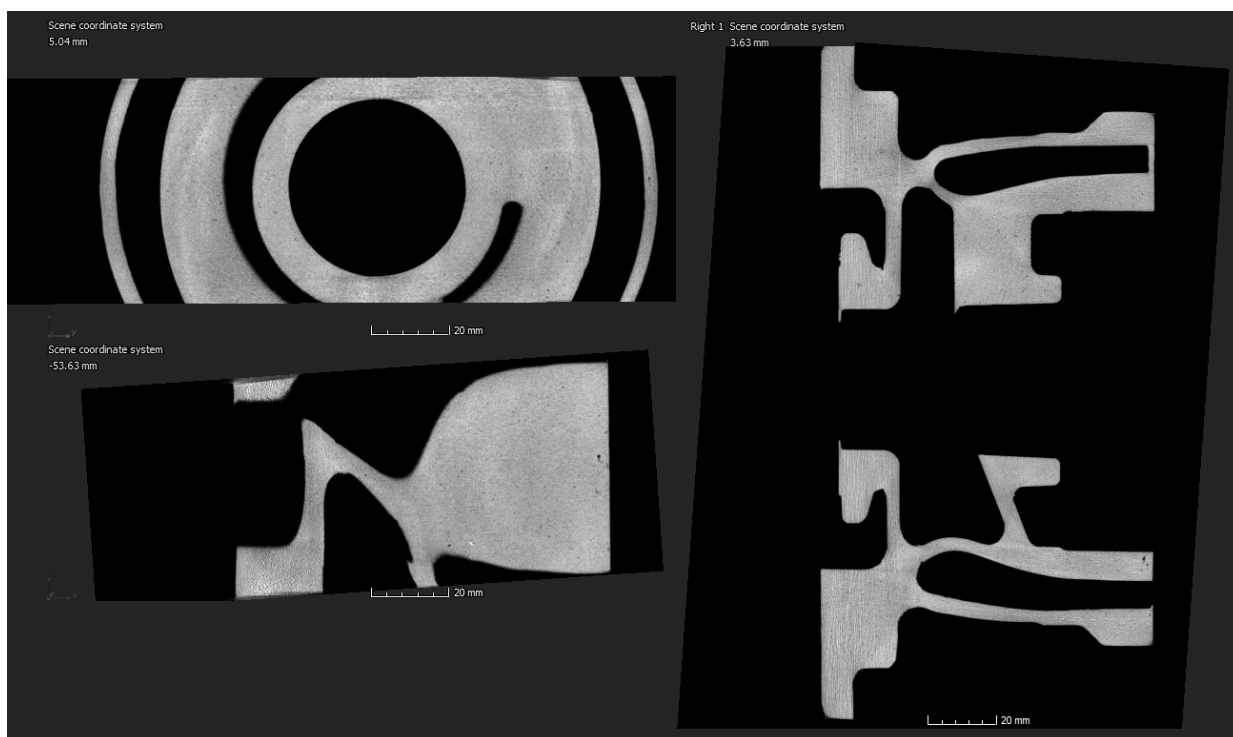 Scene coordinate system
5.04 mm
20 mm
Scene coordinate system
-53.63 mm
20 mm
Right 1 Scene coordinate system
3.63 mm
20 mm